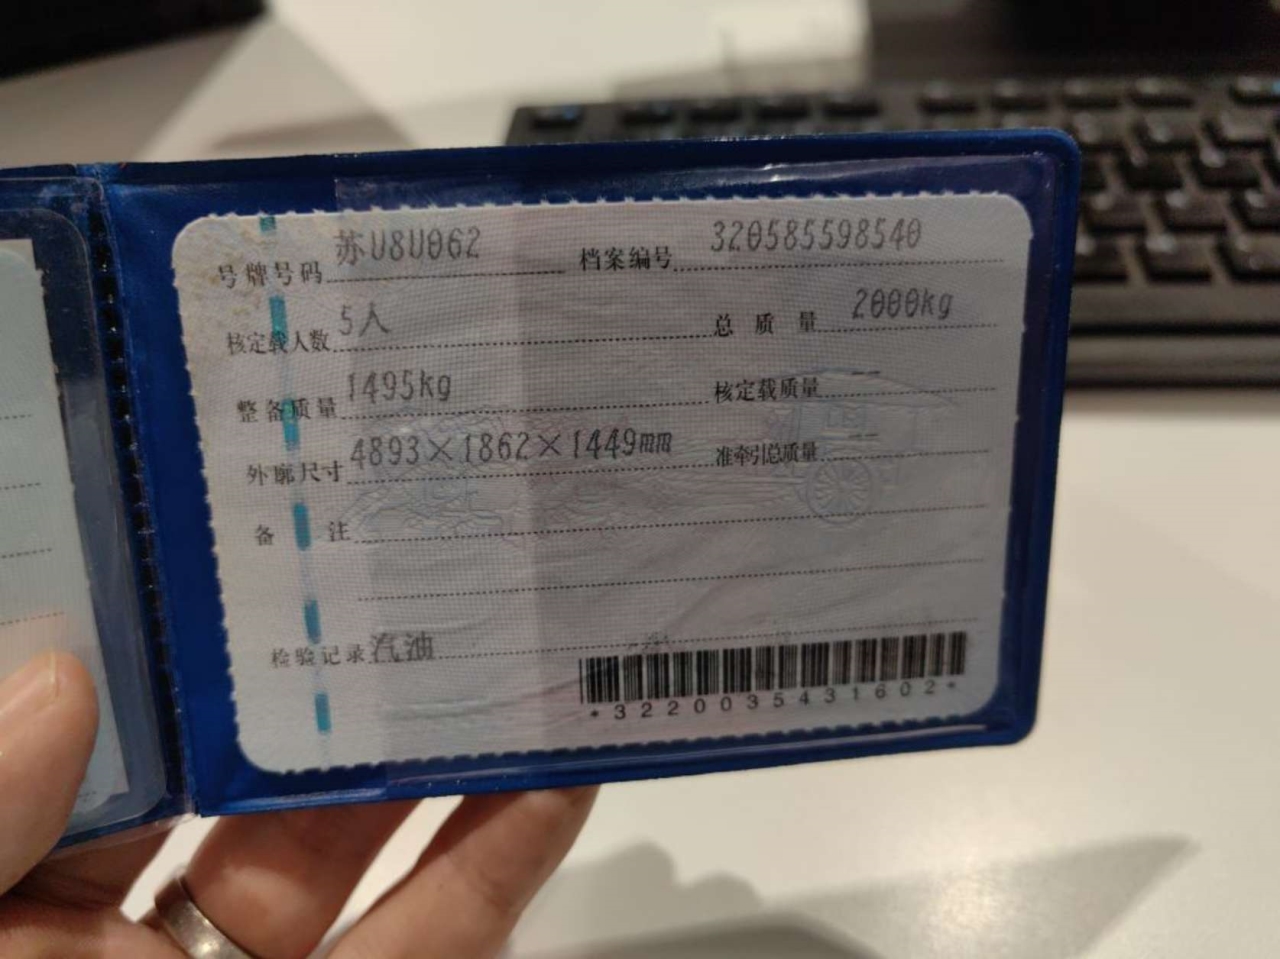 号牌号码 苏U8U062 档案编号 320585598540
核定载人数 5人 总质量 2000kg
整备质量 1495kg 核定载质量 --
外廓尺寸 4893×1862×1449mm 准牵引总质量 --
备注
检验记录 汽油
*3220035431602*